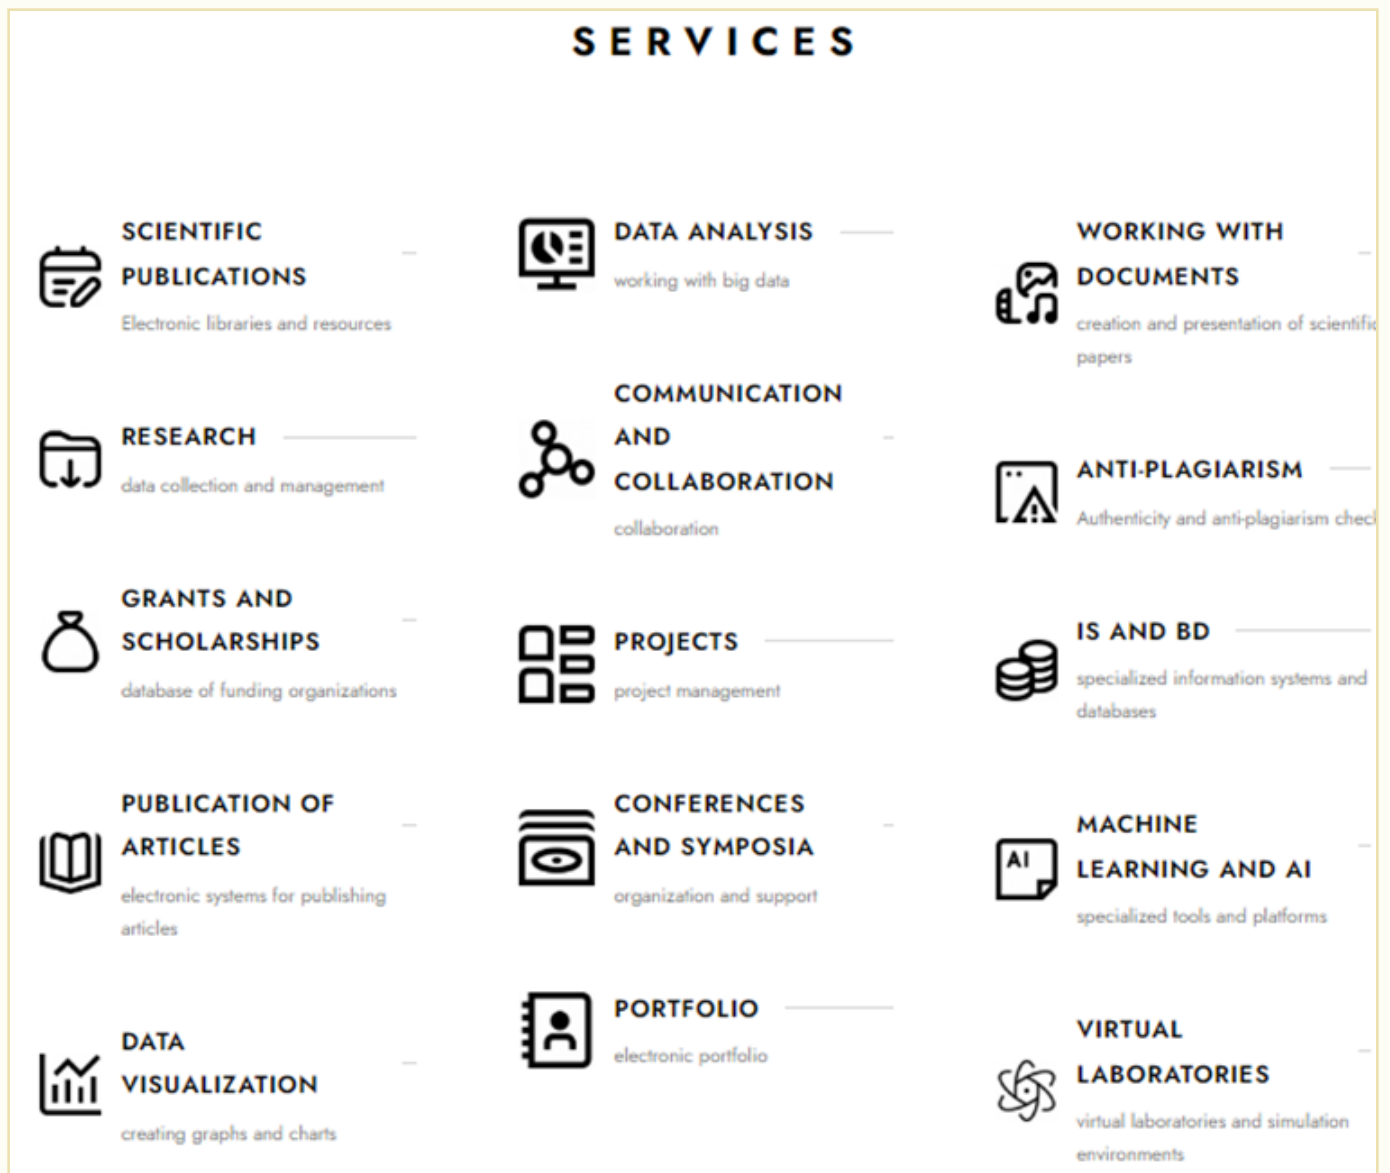 SERVICES
SCIENTIFIC
PUBLICATIONS
Electronic libraries and resources
RESEARCH
data collection and management
GRANTS AND
SCHOLARSHIPS
database of funding organizations
PUBLICATION OF
ARTICLES
electronic systems for publishing
articles
DATA
VISUALIZATION
creating graphs and charts
DATA ANALYSIS
working with big data
COMMUNICATION
AND
COLLABORATION
collaboration
PROJECTS
project management
CONFERENCES
AND SYMPOSIA
organization and support
PORTFOLIO
electronic portfolio
WORKING WITH
DOCUMENTS
creation and presentation of scientific
papers
ANTI-PLAGIARISM
Authenticity and anti-plagiarism check
IS AND BD
specialized information systems and
databases
AI
MACHINE
LEARNING AND AI
specialized tools and platforms
VIRTUAL
LABORATORIES
virtual laboratories and simulation
environments